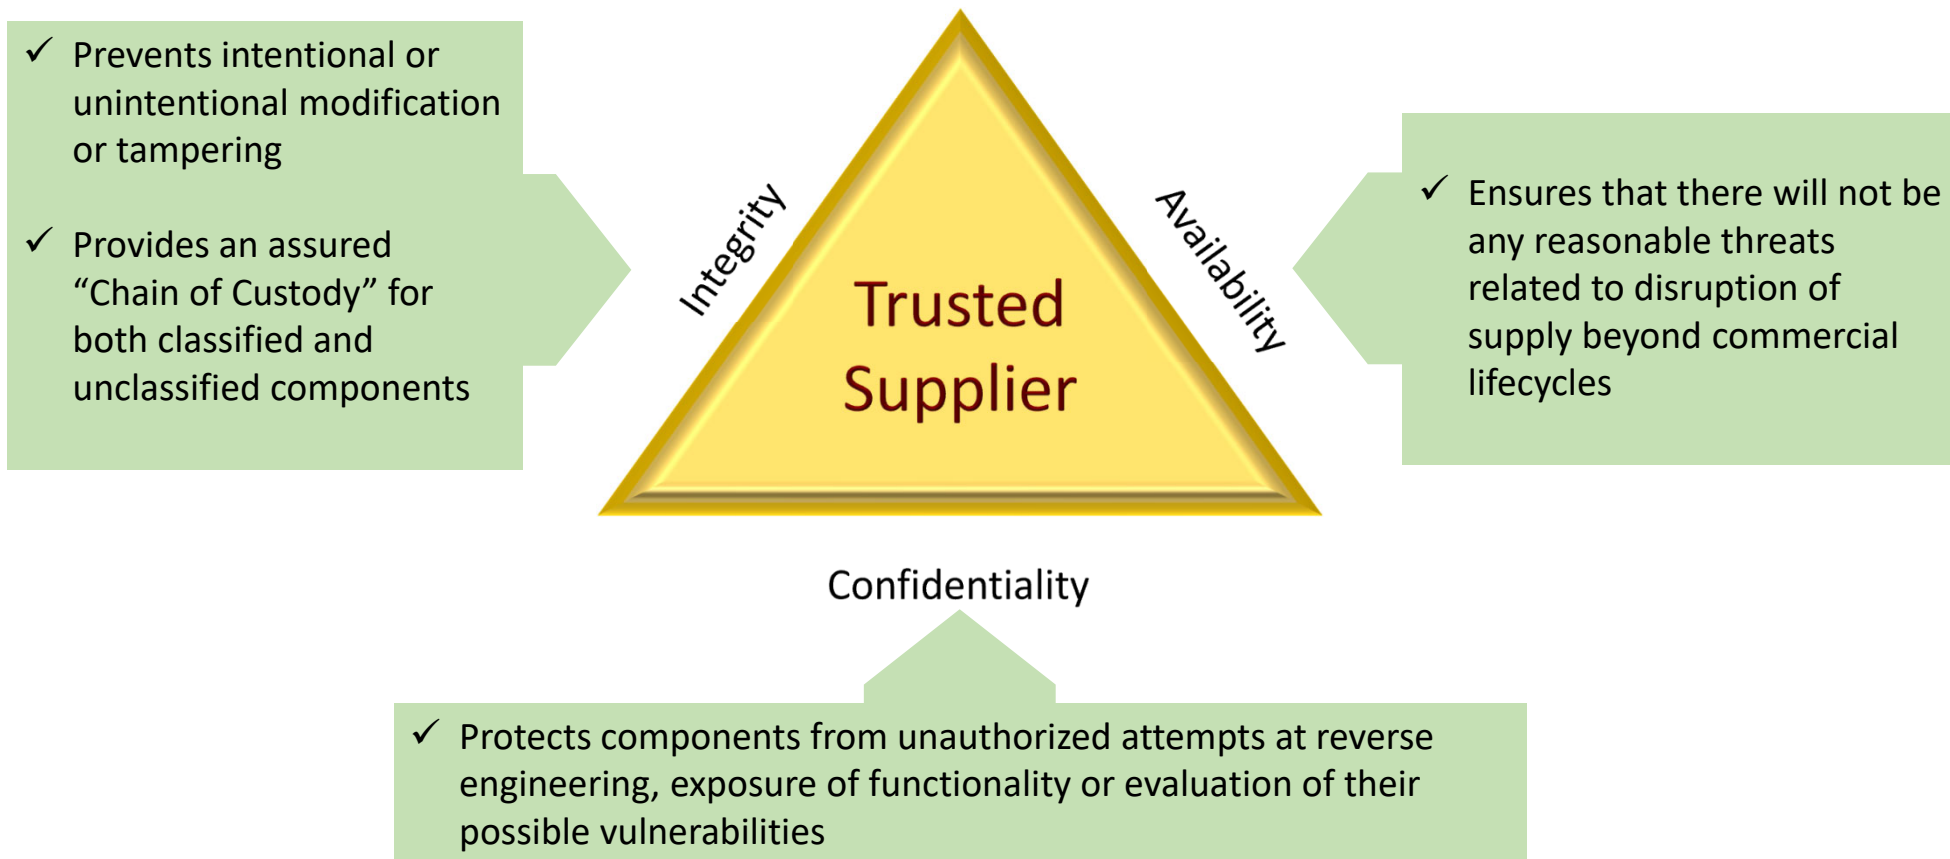 ✓ Prevents intentional or
unintentional modification
or tampering
✓ Provides an assured
“Chain of Custody” for
both classified and
unclassified components
Integrity
Trusted
Supplier
Availability
✓ Ensures that there will not be
any reasonable threats
related to disruption of
supply beyond commercial
lifecycles
Confidentiality
✓ Protects components from unauthorized attempts at reverse
engineering, exposure of functionality or evaluation of their
possible vulnerabilities